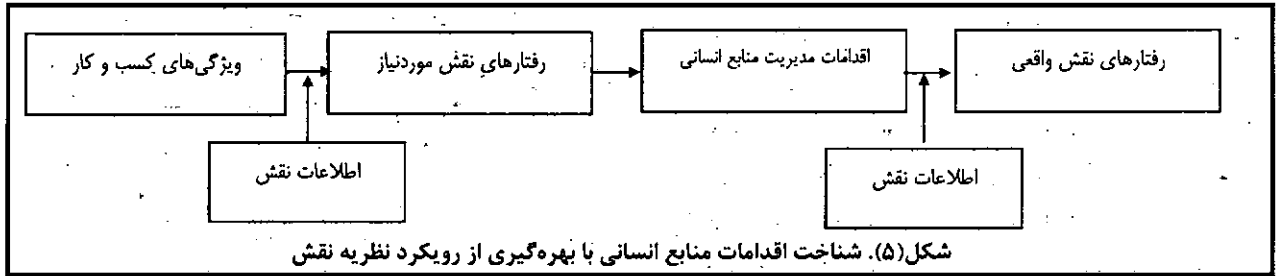 ویژگی‌های کسب و کار
رفتارهای نقش موردنیاز
اقدامات مدیریت منابع انسانی
رفتارهای نقش واقعی
اطلاعات نقش
اطلاعات نقش
شکل(۵). شناخت اقدامات منابع انسانی با بهره‌گیری از رویکرد نظریه نقش